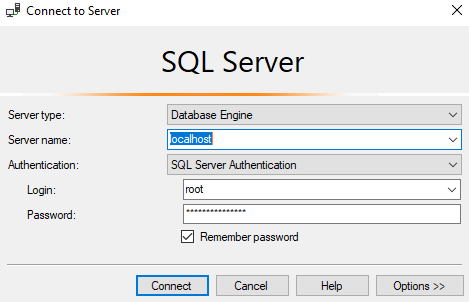 Connect to Server
SQL Server
Server type: Database Engine
Server name: localhost
Authentication: SQL Server Authentication
Login: root
Password: ***************
Remember password
Connect Cancel Help Options >>